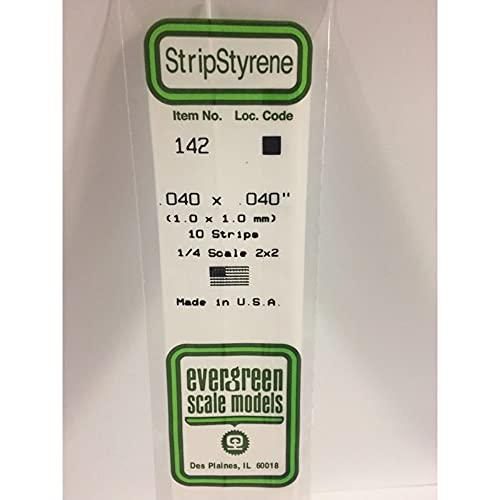 StripStyrene
Item No. Loc. Code
142
.040 x .040"
(1.0 x 1.0 mm)
10 Strips
1/4 Scale 2x2
Made in U.S.A.
evergreen
scale models
Des Plaines, IL 60018